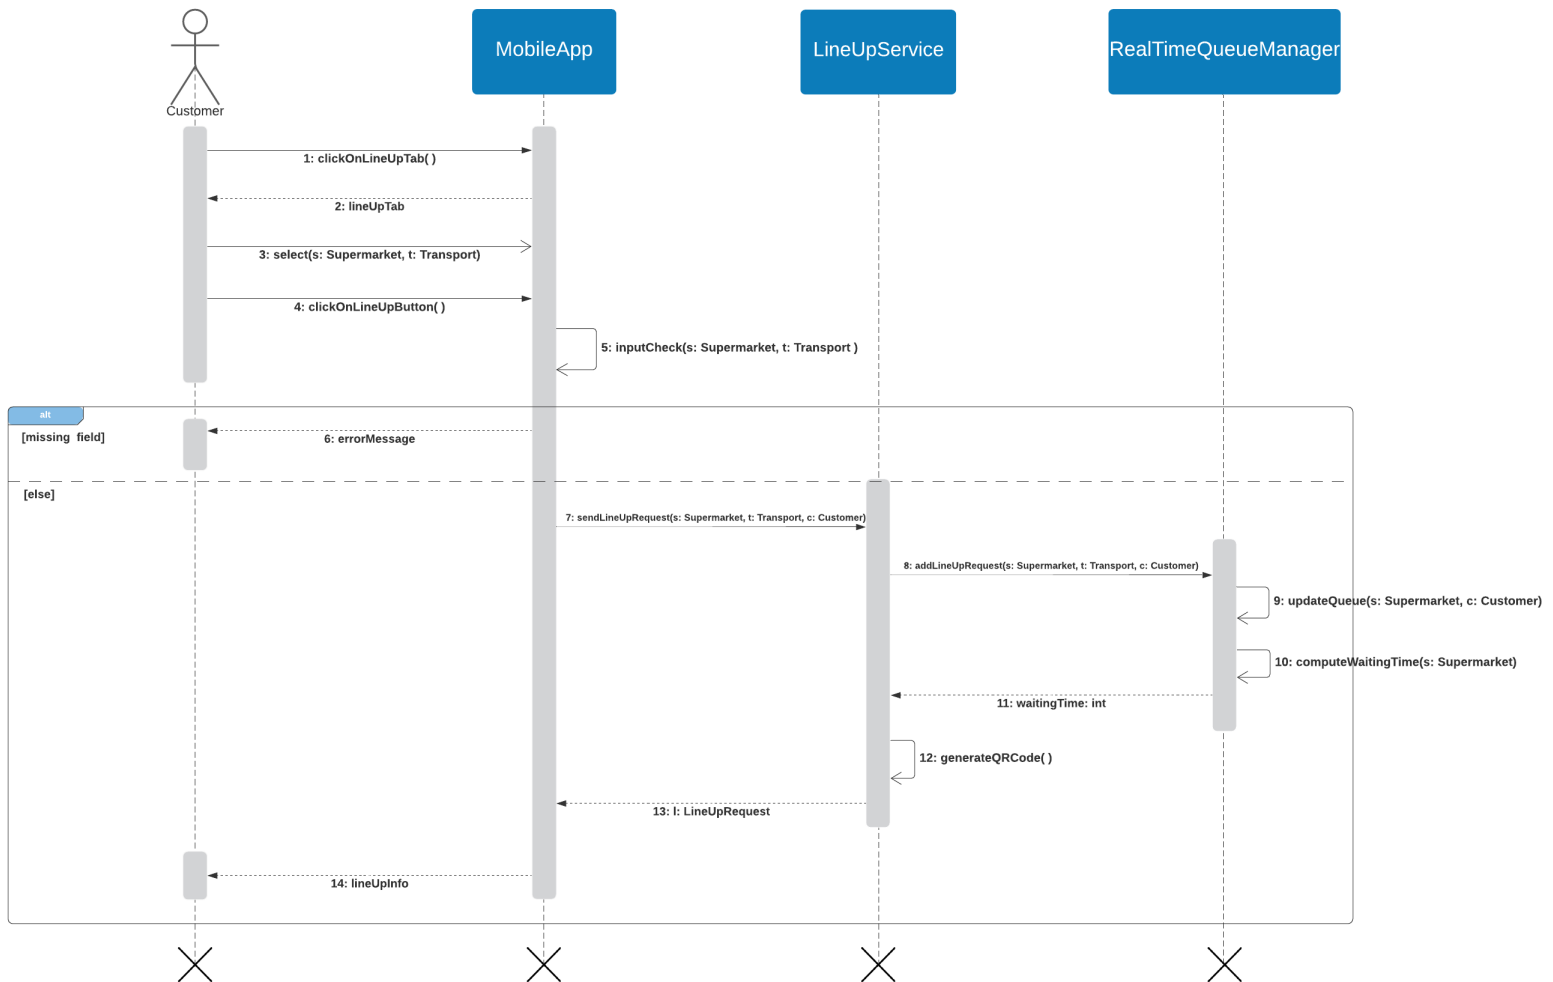 MobileApp
LineUpService
RealTimeQueueManager
Customer
1: clickOnLineUpTab( )
2: lineUpTab
3: select(s: Supermarket, t: Transport)
4: clickOnLineUpButton( )
5: inputCheck(s: Supermarket, t: Transport )
alt
[missing  field]
6: errorMessage
[else]
7: sendLineUpRequest(s: Supermarket, t: Transport, c: Customer)
8: addLineUpRequest(s: Supermarket, t: Transport, c: Customer)
9: updateQueue(s: Supermarket, c: Customer)
10: computeWaitingTime(s: Supermarket)
11: waitingTime: int
12: generateQRCode( )
13: l: LineUpRequest
14: lineUpInfo